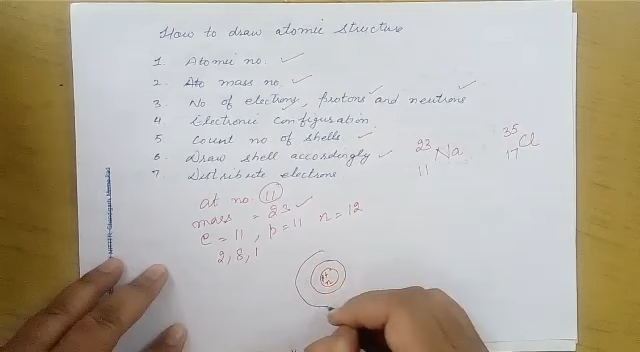 How to draw atomic structure
1. Atomic no.
2. Ato mass no.
3. No of electrons, protons and neutrons
4. Electronic configuration
5. Count no of shells
6. Draw shell accordingly
7. Distribute electrons
23
11 Na
35
17 Cl
at no. 11
mass = 23
e = 11, p = 11 n = 12
2, 8, 1